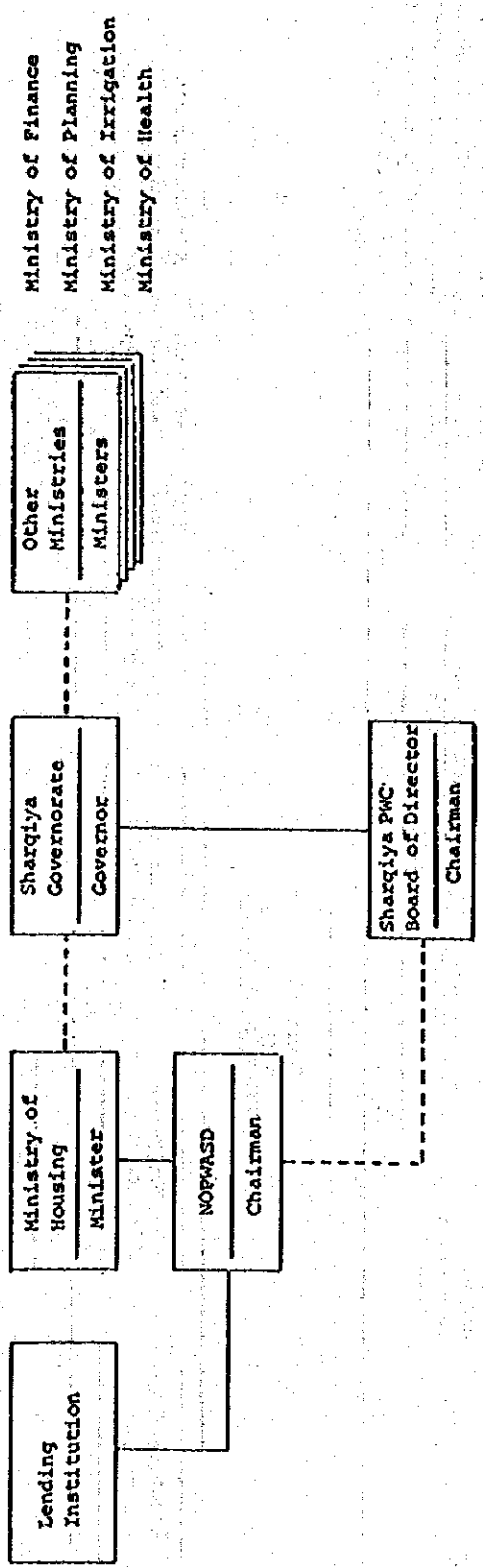 Lending
Institution
Ministry of
Housing
Minister
NOPWASD
Chairman
Sharqiya
Governorate
Governor
Sharqiya PWC
Board of Director
Chairman
Other
Ministries
Ministers
Ministry of Finance
Ministry of Planning
Ministry of Irrigation
Ministry of Health